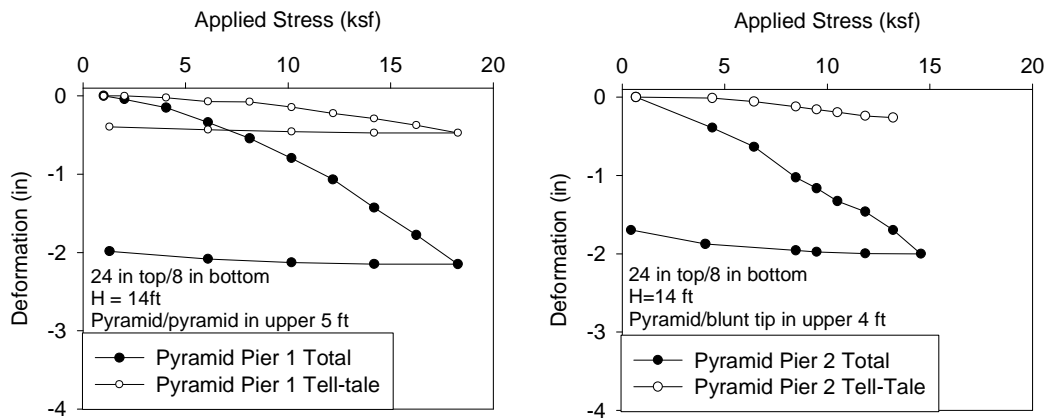 Applied Stress (ksf)
0 5 10 15 20
Deformation (in)
0
-1
-2
-3
-4
24 in top/8 in bottom
H = 14ft
Pyramid/pyramid in upper 5 ft
Pyramid Pier 1 Total
Pyramid Pier 1 Tell-tale
Applied Stress (ksf)
0 5 10 15 20
Deformation (in)
0
-1
-2
-3
-4
24 in top/8 in bottom
H=14 ft
Pyramid/blunt tip in upper 4 ft
Pyramid Pier 2 Total
Pyramid Pier 2 Tell-Tale